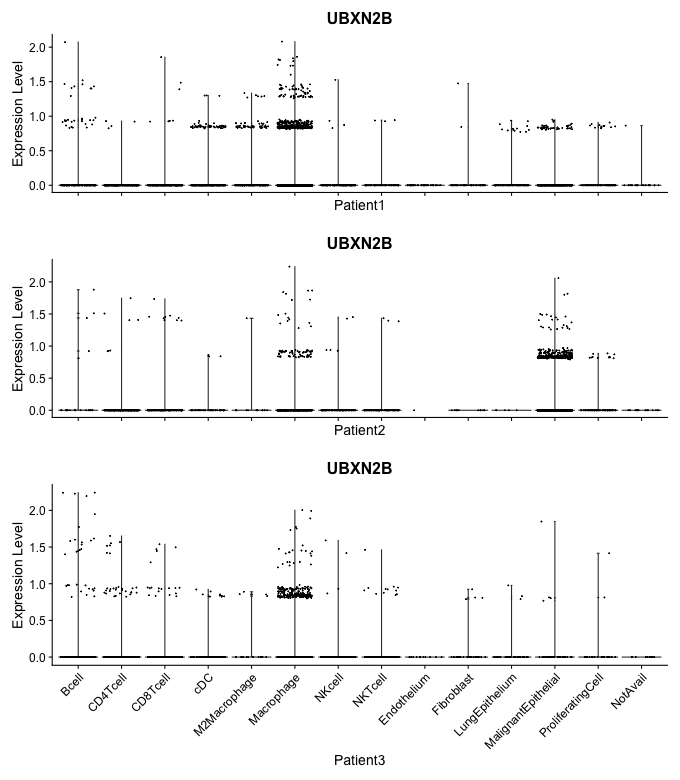 UBXN2B
Expression Level
2.0
1.5
1.0
0.5
0.0
Patient1
UBXN2B
Expression Level
2.0
1.5
1.0
0.5
0.0
Patient2
UBXN2B
Expression Level
2.0
1.5
1.0
0.5
0.0
Bcell
CD4Tcell
CD8Tcell
cDC
M2Macrophage
Macrophage
NKcell
NKTcell
Endothelium
Fibroblast
LungEpithelium
MalignantEpithelial
ProliferatingCell
NotAvail
Patient3